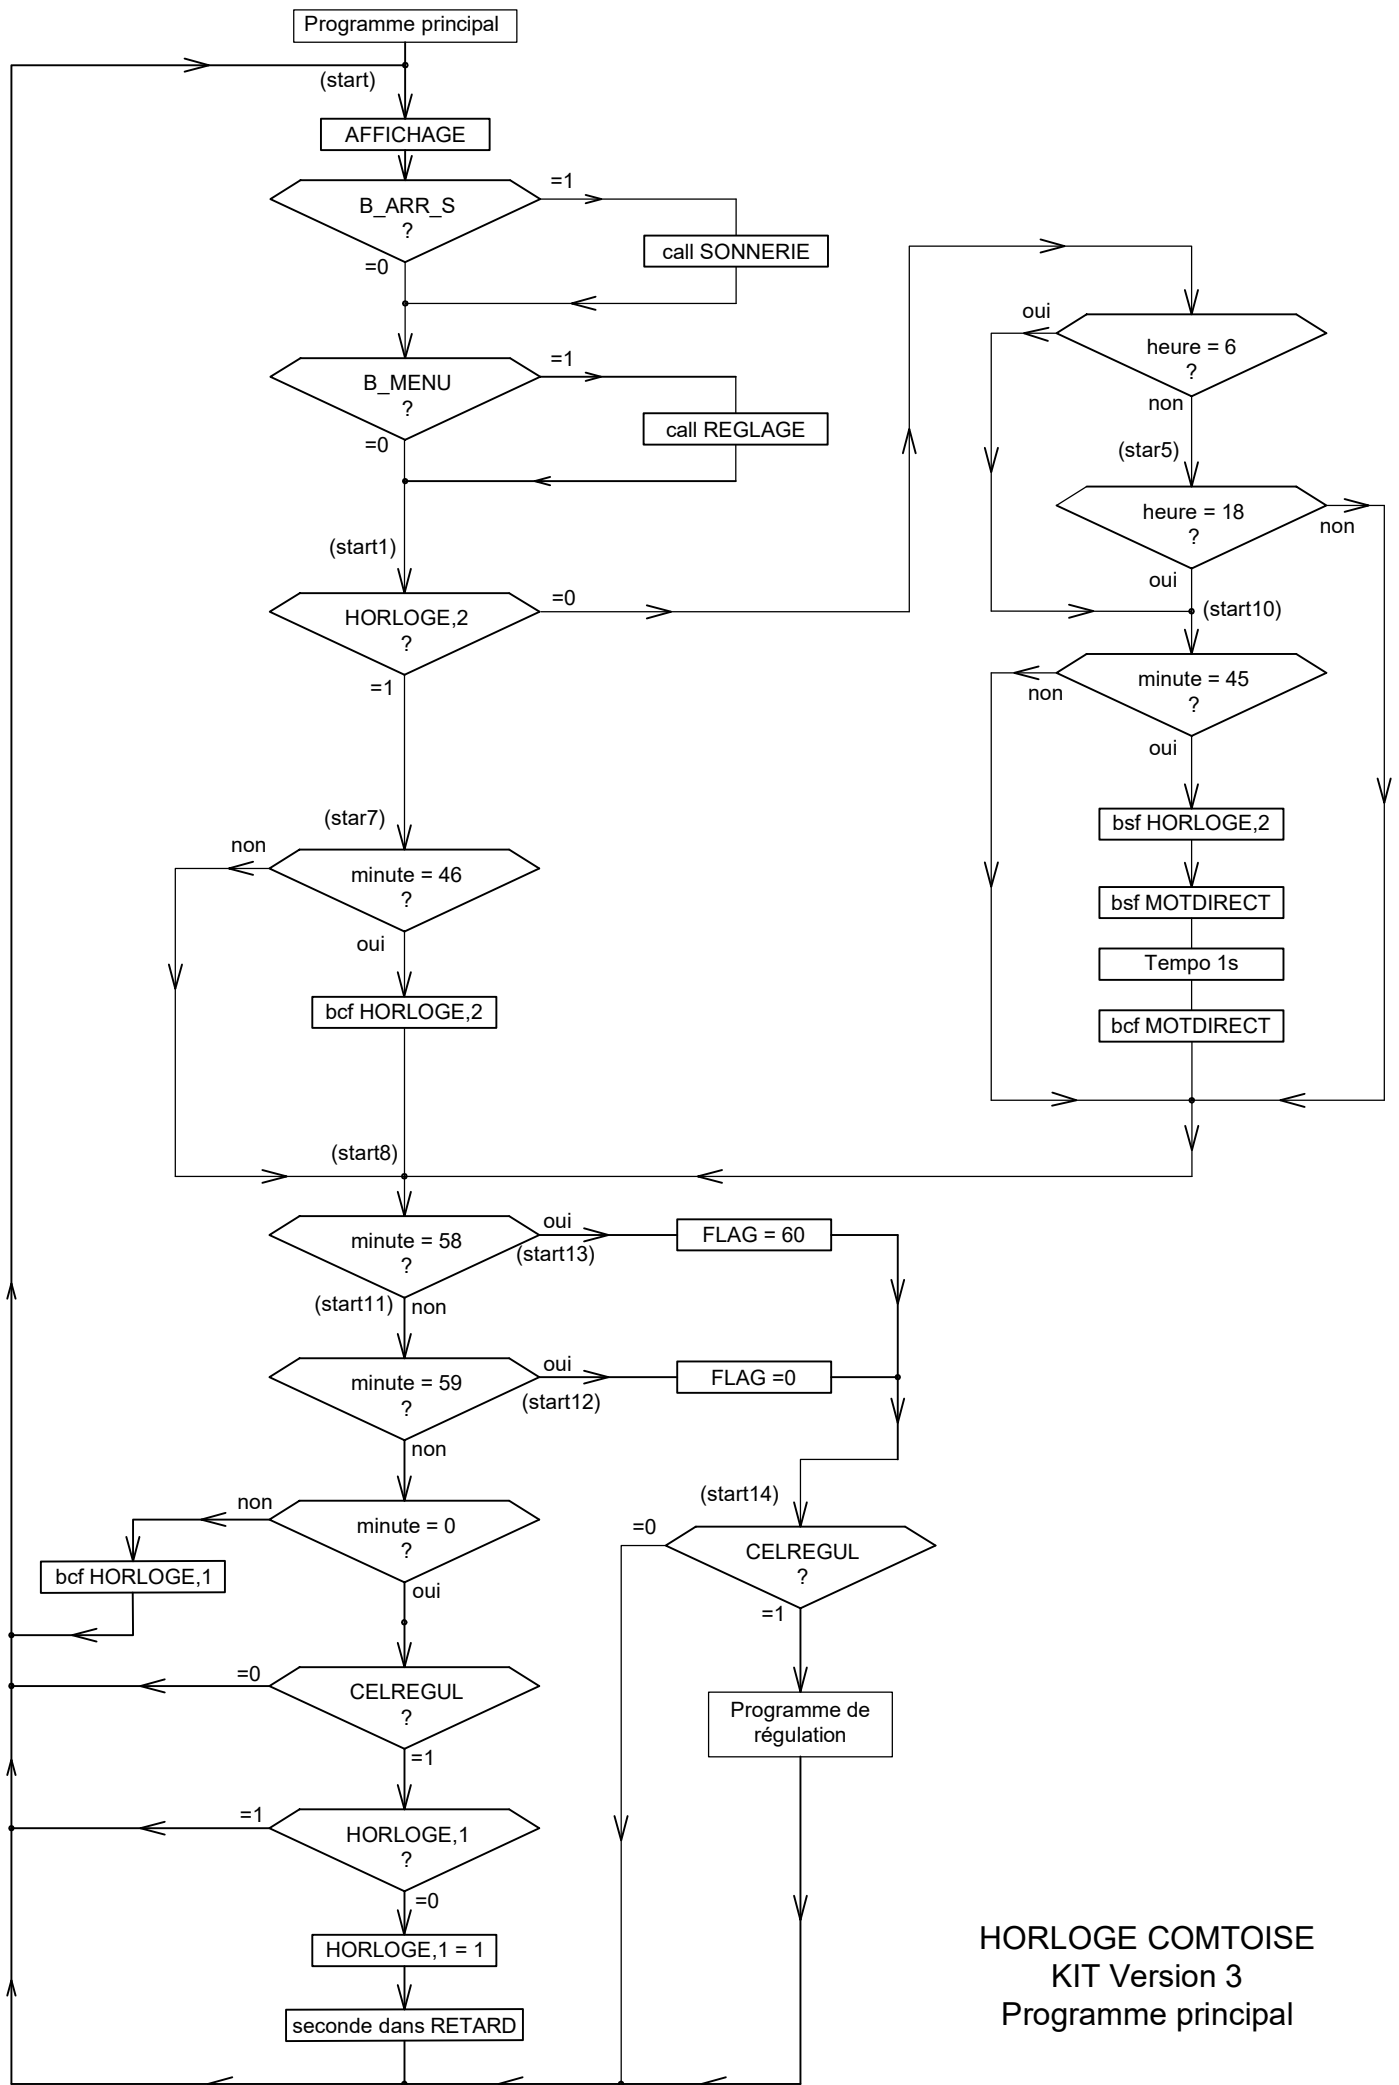 Programme principal
(start)
AFFICHAGE
B_ARR_S
?
=1
=0
call SONNERIE
B_MENU
?
=1
=0
call REGLAGE
(start1)
HORLOGE,2
?
=0
=1
heure = 6
?
oui
non
(star5)
heure = 18
?
non
oui
(start10)
minute = 45
?
non
oui
bsf HORLOGE,2
bsf MOTDIRECT
Tempo 1s
bcf MOTDIRECT
(star7)
minute = 46
?
non
oui
bcf HORLOGE,2
(start8)
minute = 58
?
oui
(start13)
FLAG = 60
(start11)
non
minute = 59
?
oui
(start12)
FLAG =0
non
minute = 0
?
non
bcf HORLOGE,1
oui
(start14)
CELREGUL
?
=0
=1
Programme de
régulation
CELREGUL
?
=0
=1
HORLOGE,1
?
=1
=0
HORLOGE,1 = 1
seconde dans RETARD
HORLOGE COMTOISE
KIT Version 3
Programme principal